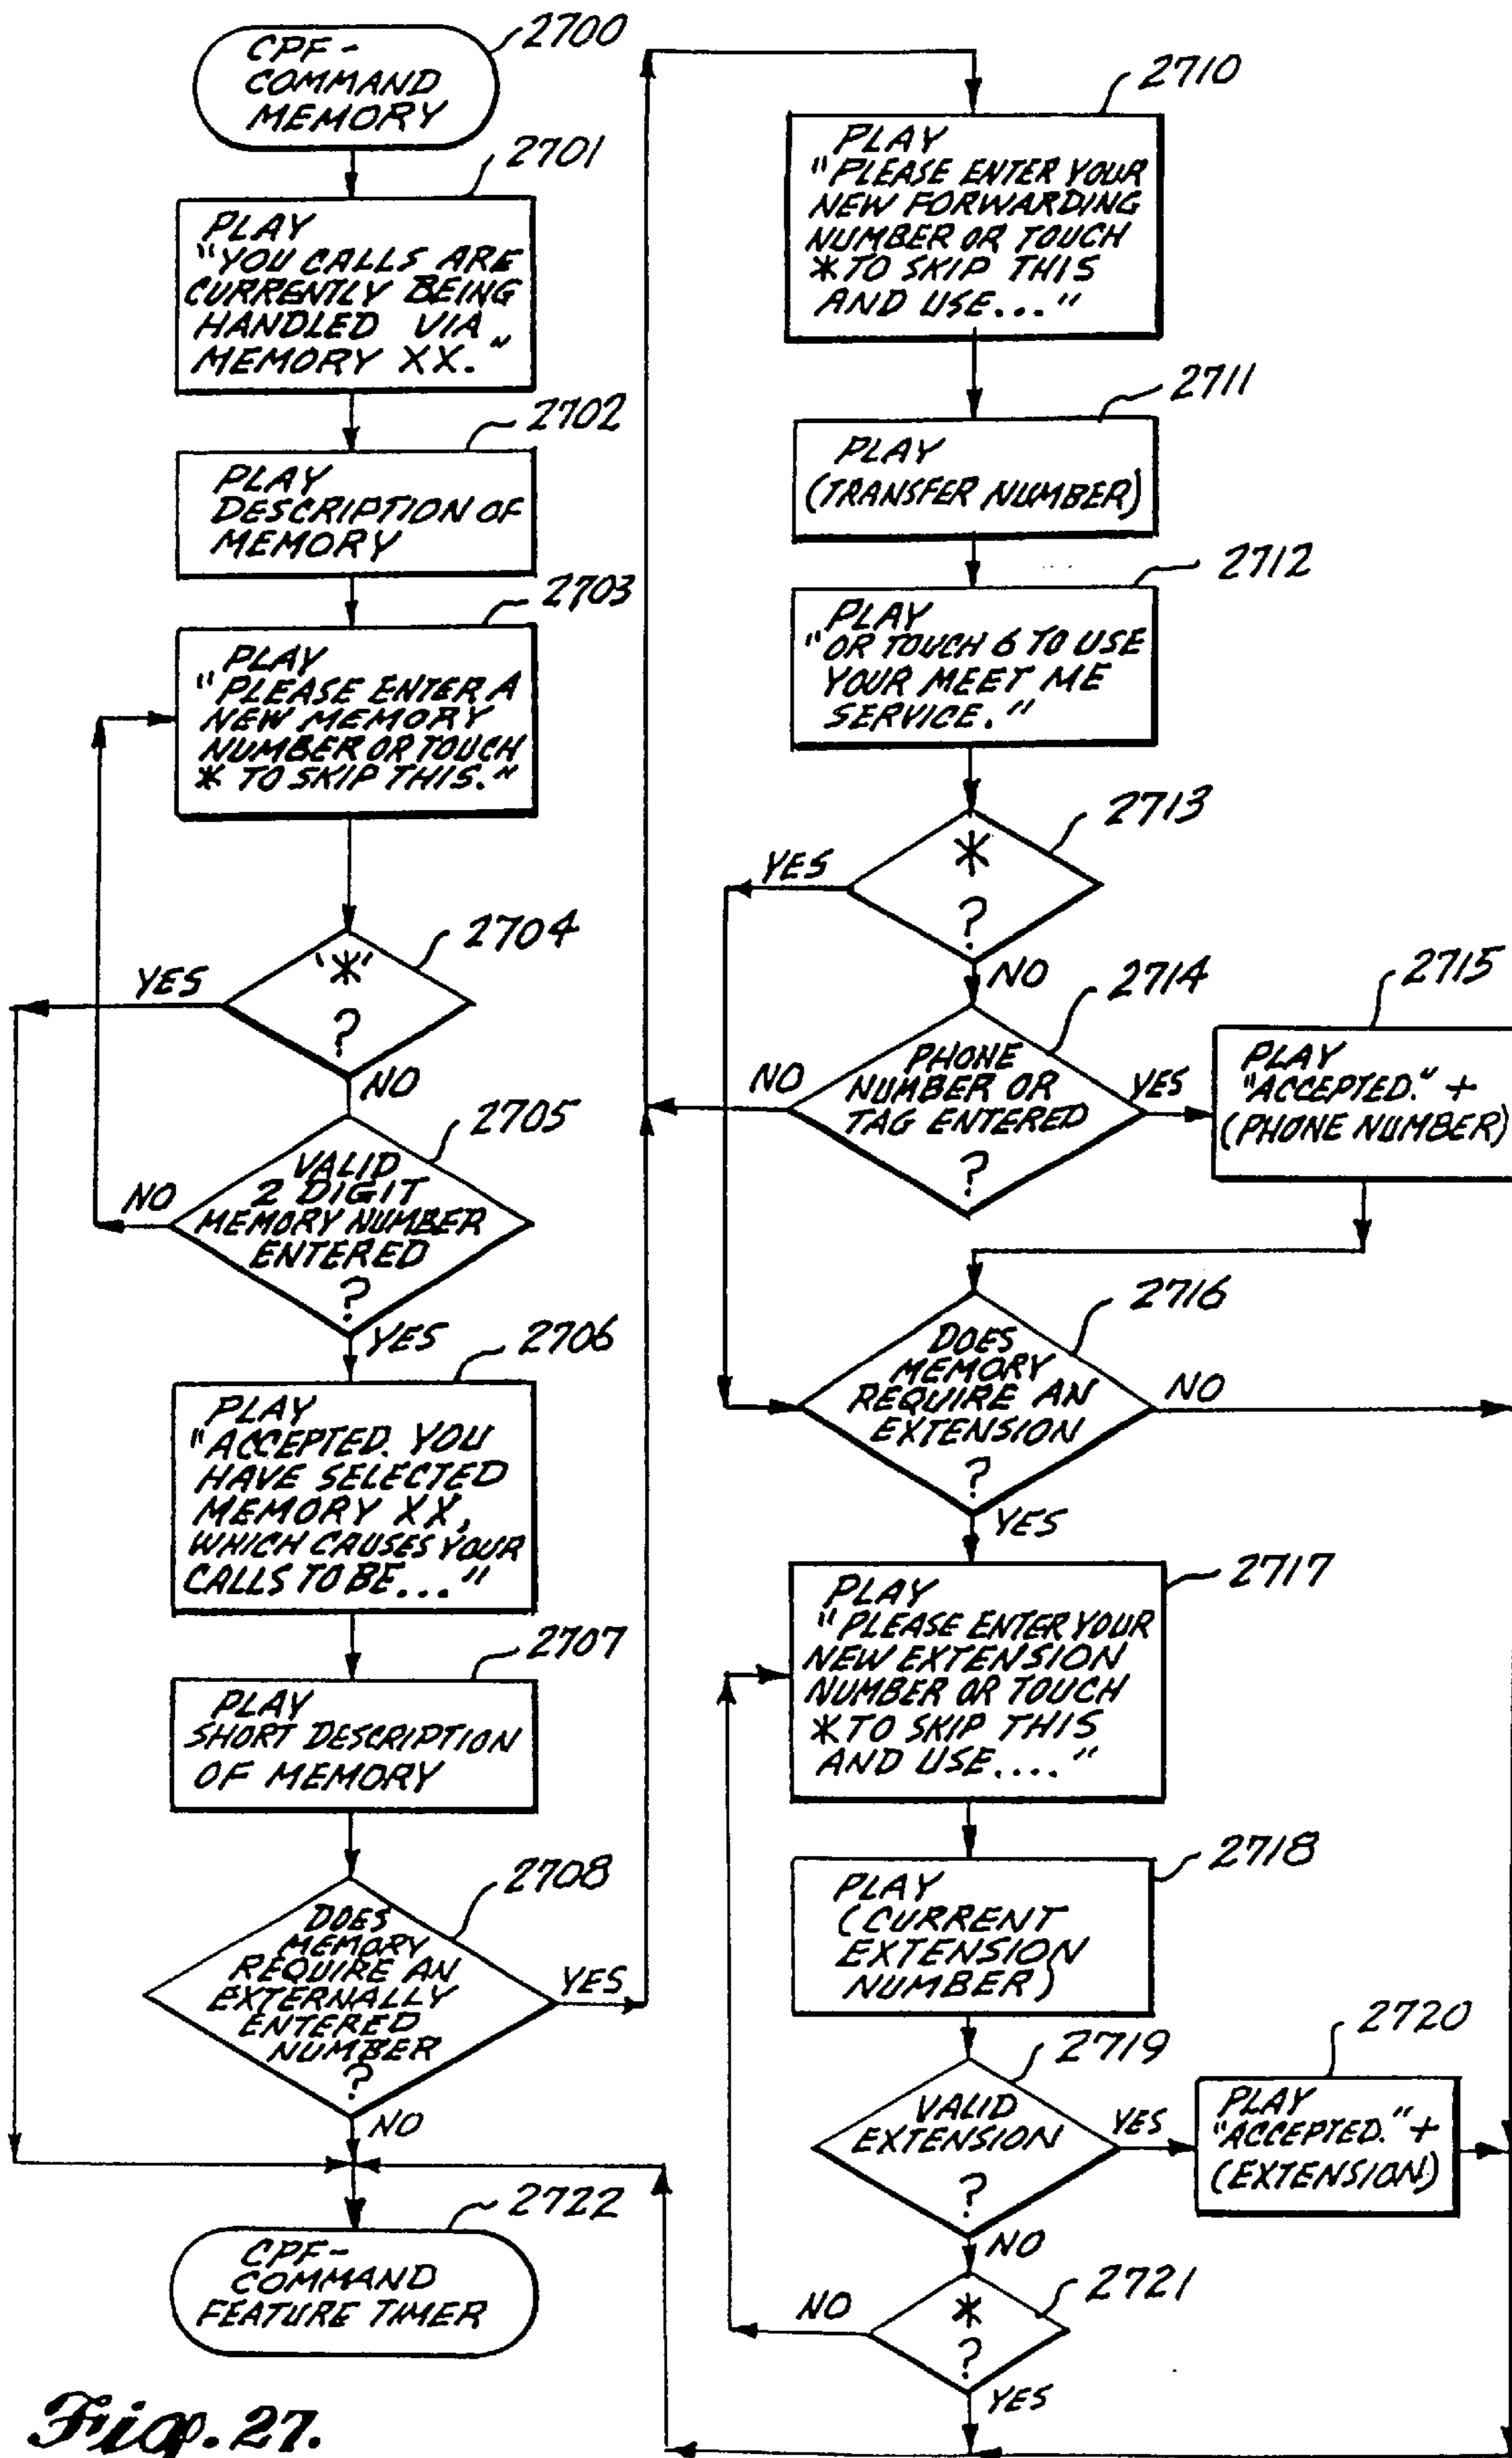 2700
CPF-
COMMAND
MEMORY
2701
PLAY
"YOU CALLS ARE
CURRENTLY BEING
HANDLED VIA
MEMORY XX."
2702
PLAY
DESCRIPTION OF
MEMORY
2703
PLAY
"PLEASE ENTER A
NEW MEMORY
NUMBER OR TOUCH
* TO SKIP THIS."
2704
'*'
?
YES
NO
2705
VALID
2 DIGIT
MEMORY NUMBER
ENTERED
?
NO
YES
2706
PLAY
"ACCEPTED. YOU
HAVE SELECTED
MEMORY XX,
WHICH CAUSES YOUR
CALLS TO BE..."
2707
PLAY
SHORT DESCRIPTION
OF MEMORY
2708
DOES
MEMORY
REQUIRE AN
EXTERNALLY
ENTERED
NUMBER
?
YES
NO
2722
CPF-
COMMAND
FEATURE TIMER
2710
PLAY
"PLEASE ENTER YOUR
NEW FORWARDING
NUMBER OR TOUCH
* TO SKIP THIS
AND USE..."
2711
PLAY
(TRANSFER NUMBER)
2712
PLAY
"OR TOUCH 6 TO USE
YOUR MEET ME
SERVICE."
2713
*
?
YES
NO
2714
PHONE
NUMBER OR
TAG ENTERED
?
NO
YES
2715
PLAY
"ACCEPTED." +
(PHONE NUMBER)
2716
DOES
MEMORY
REQUIRE AN
EXTENSION
?
NO
YES
2717
PLAY
"PLEASE ENTER YOUR
NEW EXTENSION
NUMBER OR TOUCH
* TO SKIP THIS
AND USE...."
2718
PLAY
(CURRENT
EXTENSION
NUMBER)
2719
VALID
EXTENSION
?
YES
NO
2720
PLAY
"ACCEPTED." +
(EXTENSION)
2721
*
?
NO
YES
Fig. 27.